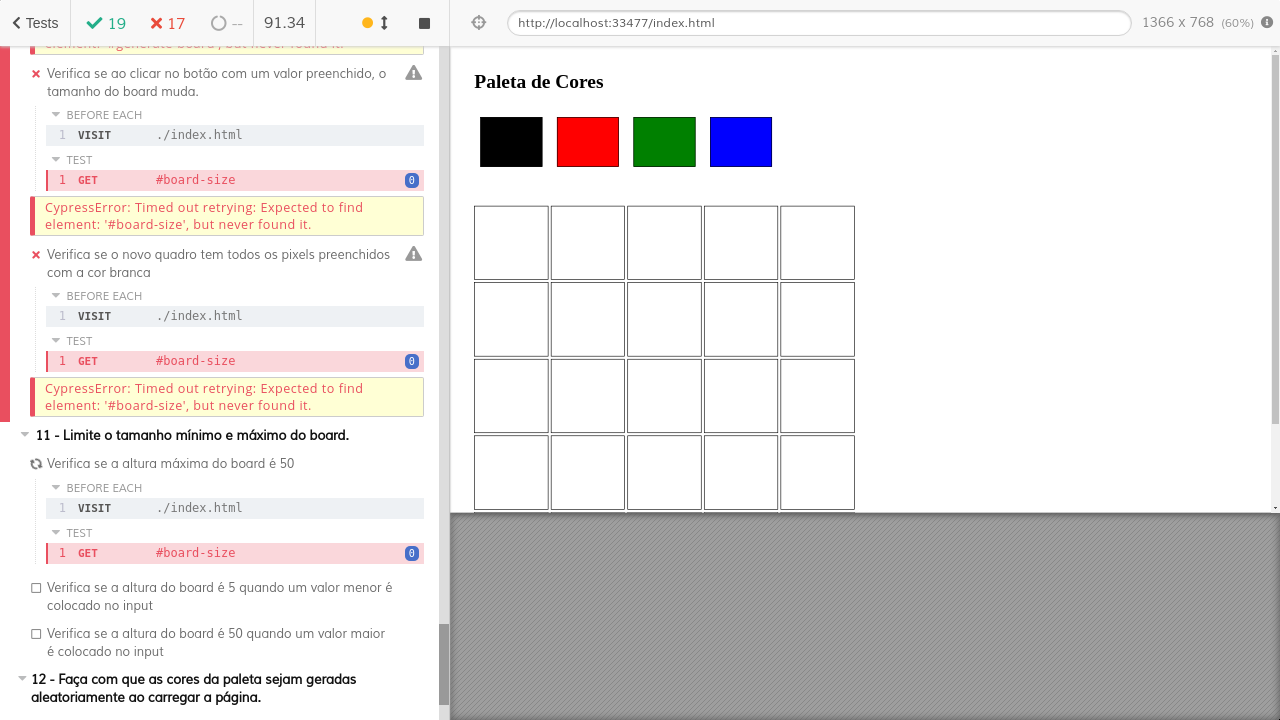 Tests
19
17
--
91.34
http://localhost:33477/index.html
1366 x 768 (60%)
element: '#generate-board', but never found it.
Verifica se ao clicar no botão com um valor preenchido, o
tamanho do board muda.
BEFORE EACH
1 VISIT ./index.html
TEST
1 GET #board-size 0
CypressError: Timed out retrying: Expected to find
element: '#board-size', but never found it.
Verifica se o novo quadro tem todos os pixels preenchidos
com a cor branca
BEFORE EACH
1 VISIT ./index.html
TEST
1 GET #board-size 0
CypressError: Timed out retrying: Expected to find
element: '#board-size', but never found it.
11 - Limite o tamanho mínimo e máximo do board.
Verifica se a altura máxima do board é 50
BEFORE EACH
1 VISIT ./index.html
TEST
1 GET #board-size 0
Verifica se a altura do board é 5 quando um valor menor é
colocado no input
Verifica se a altura do board é 50 quando um valor maior
é colocado no input
12 - Faça com que as cores da paleta sejam geradas
aleatoriamente ao carregar a página.
Paleta de Cores